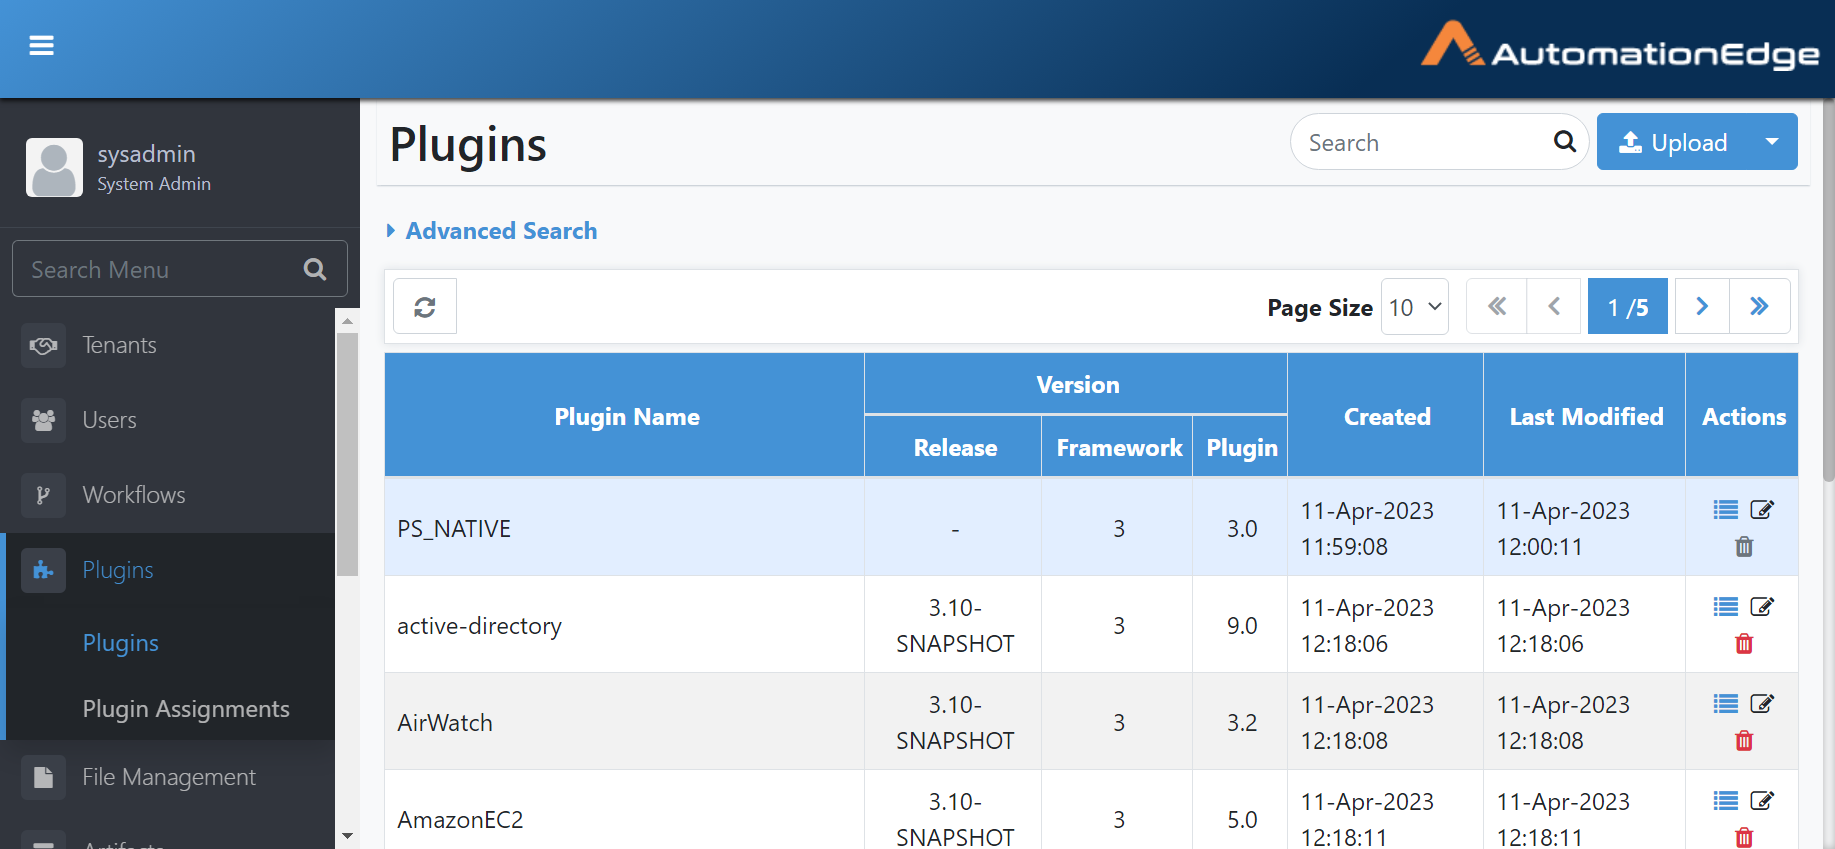 AutomationEdge
sysadmin
System Admin
Search Menu
Tenants
Users
Workflows
Plugins
Plugins
Plugin Assignments
File Management
Artifacts
Plugins
Search
Upload
Advanced Search
Page Size 10
1 /5
Plugin Name
Version
Release Framework Plugin
Created
Last Modified
Actions
PS_NATIVE - 3 3.0 11-Apr-2023 11:59:08 11-Apr-2023 12:00:11
active-directory 3.10-SNAPSHOT 3 9.0 11-Apr-2023 12:18:06 11-Apr-2023 12:18:06
AirWatch 3.10-SNAPSHOT 3 3.2 11-Apr-2023 12:18:08 11-Apr-2023 12:18:08
AmazonEC2 3.10-SNAPSHOT 3 5.0 11-Apr-2023 12:18:11 11-Apr-2023 12:18:11